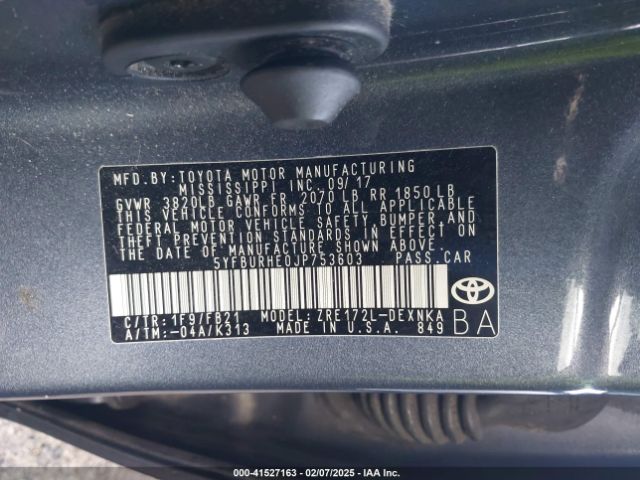 MFD.BY:TOYOTA MOTOR MANUFACTURING
MISSISSIPPI INC. 09/17
GVWR 3820LB GAWR FR 2070 LB RR 1850 LB
THIS VEHICLE CONFORMS TO ALL APPLICABLE
FEDERAL MOTOR VEHICLE SAFETY, BUMPER AND
THEFT PREVENTION STANDARDS IN EFFECT ON
THE DATE OF MANUFACTURE SHOWN ABOVE.
5YFBURHE0JP753603 PASS.CAR
C/TR:1F9/FB21 MODEL:ZRE172L-DEXNKA
A/TM:-04A/K313 MADE IN U.S.A. 849
BA
000-41527163 - 02/07/2025 - IAAI, LLC